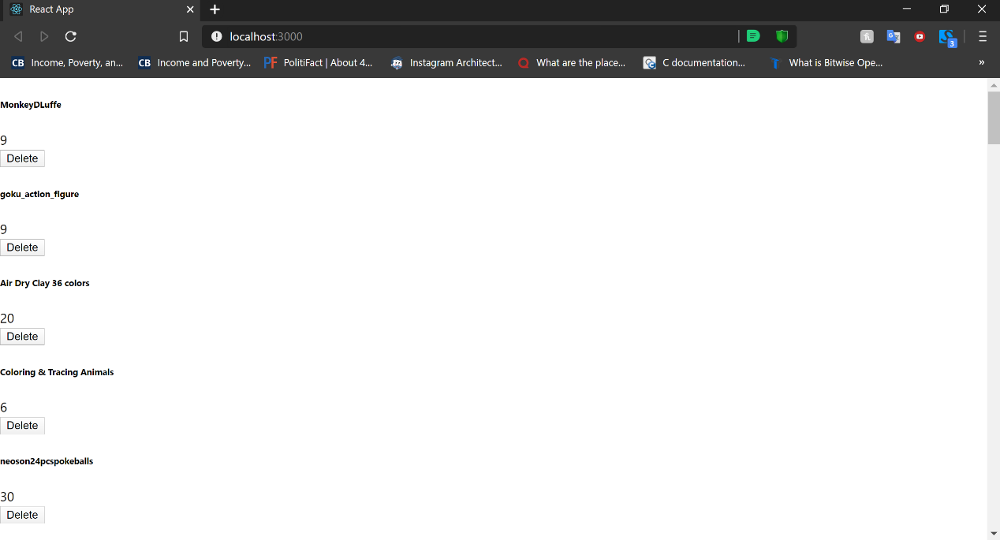 React App
localhost:3000
CB Income, Poverty, an... CB Income and Poverty... PF PolitiFact | About 4... Instagram Architect... What are the place... C documentation... What is Bitwise Ope... »
3
MonkeyDLuffe
9
Delete
goku_action_figure
9
Delete
Air Dry Clay 36 colors
20
Delete
Coloring & Tracing Animals
6
Delete
neoson24pcspokeballs
30
Delete